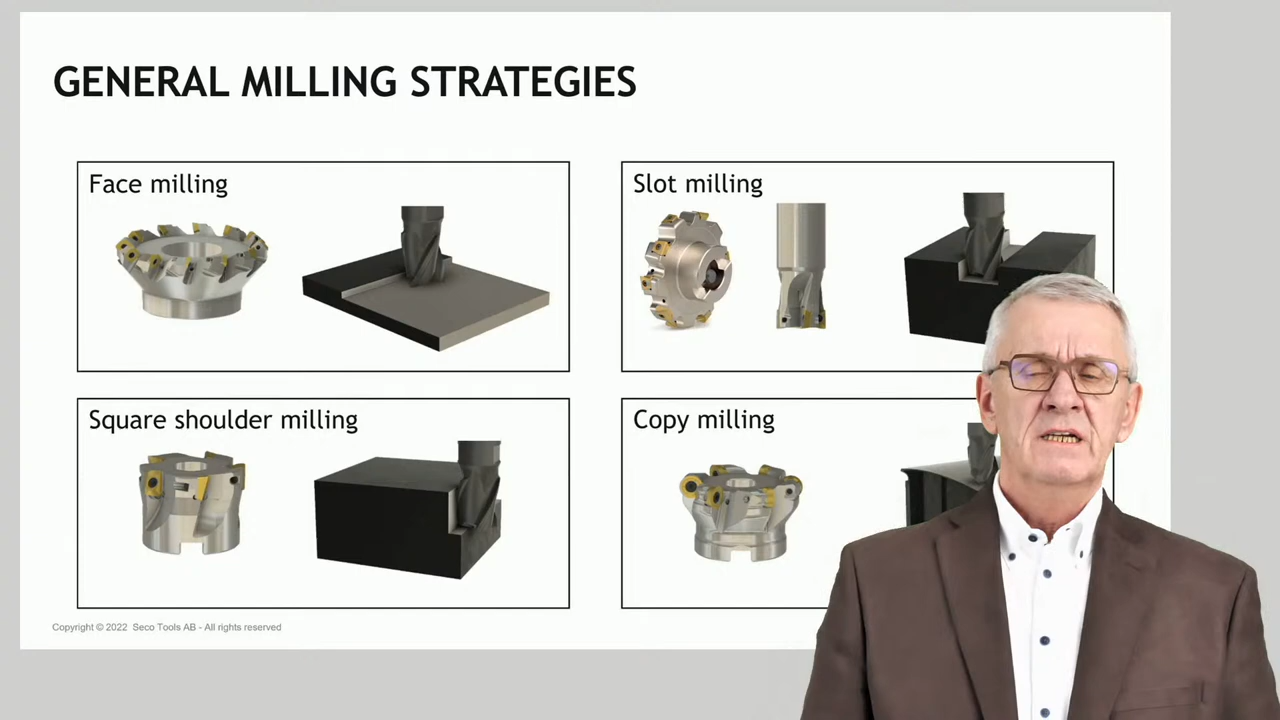 GENERAL MILLING STRATEGIES
Face milling
Slot milling
Square shoulder milling
Copy milling
Copyright © 2022 Seco Tools AB - All rights reserved